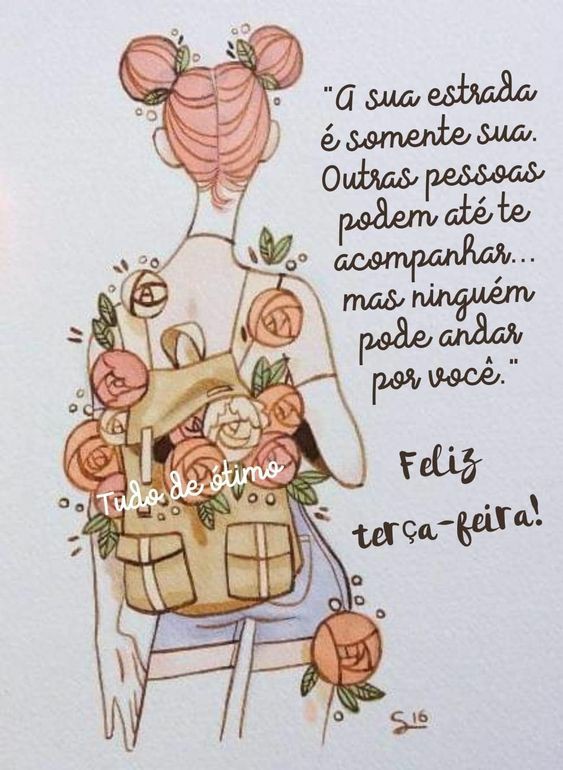 "A sua estrada
é somente sua.
Outras pessoas
podem até te
acompanhar...
mas ninguém
pode andar
por você."
Feliz
terça-feira!
Tudo de ótimo
S 16